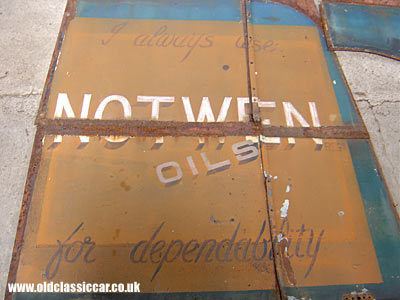 I always use
NOTWEN
OILS
for dependability
www.oldclassiccar.co.uk